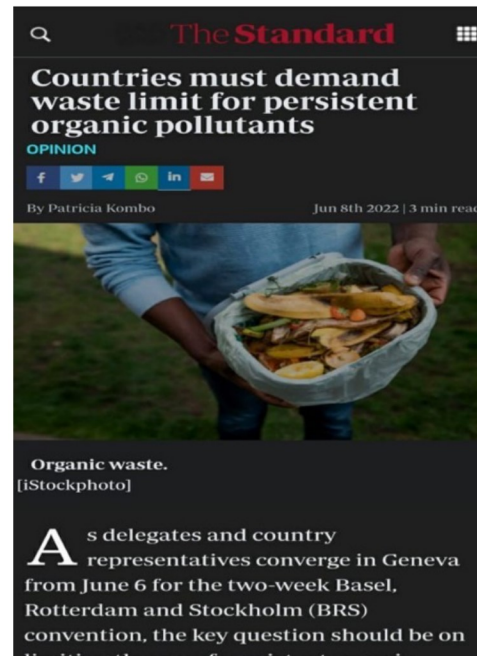 The Standard
Countries must demand
waste limit for persistent
organic pollutants
OPINION
By Patricia Kombo Jun 8th 2022 | 3 min read
Organic waste.
[iStockphoto]
As delegates and country
representatives converge in Geneva
from June 6 for the two-week Basel,
Rotterdam and Stockholm (BRS)
convention, the key question should be on